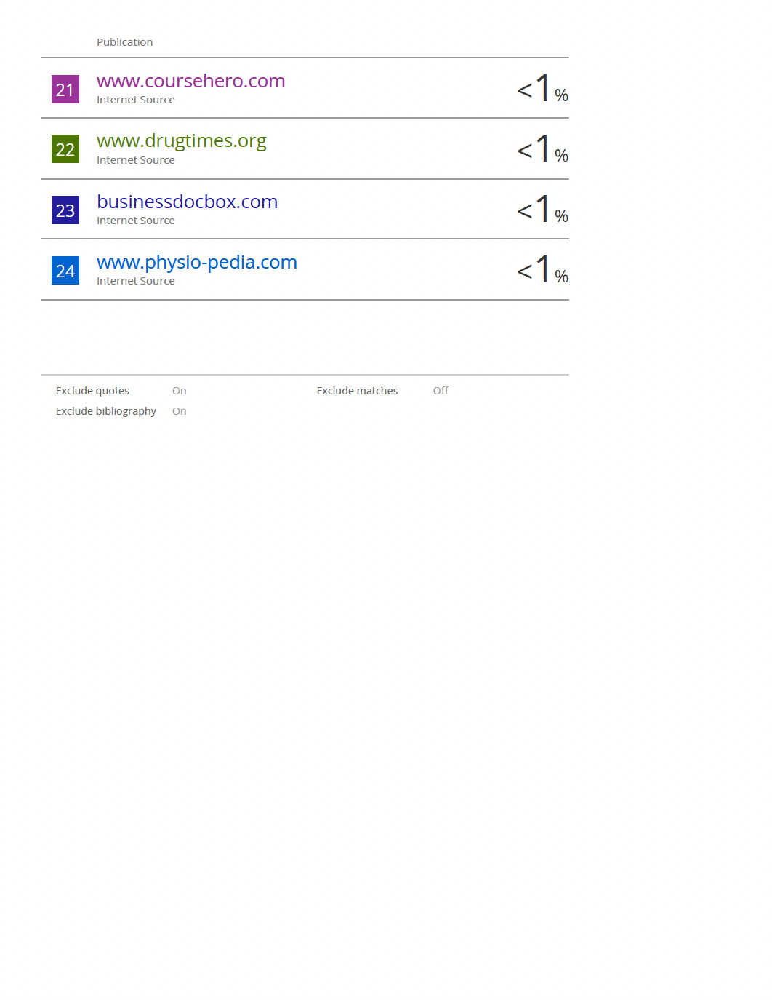 Publication
21 www.coursehero.com <1%
Internet Source
22 www.drugtimes.org <1%
Internet Source
23 businessdocbox.com <1%
Internet Source
24 www.physio-pedia.com <1%
Internet Source
Exclude quotes On Exclude matches Off
Exclude bibliography On